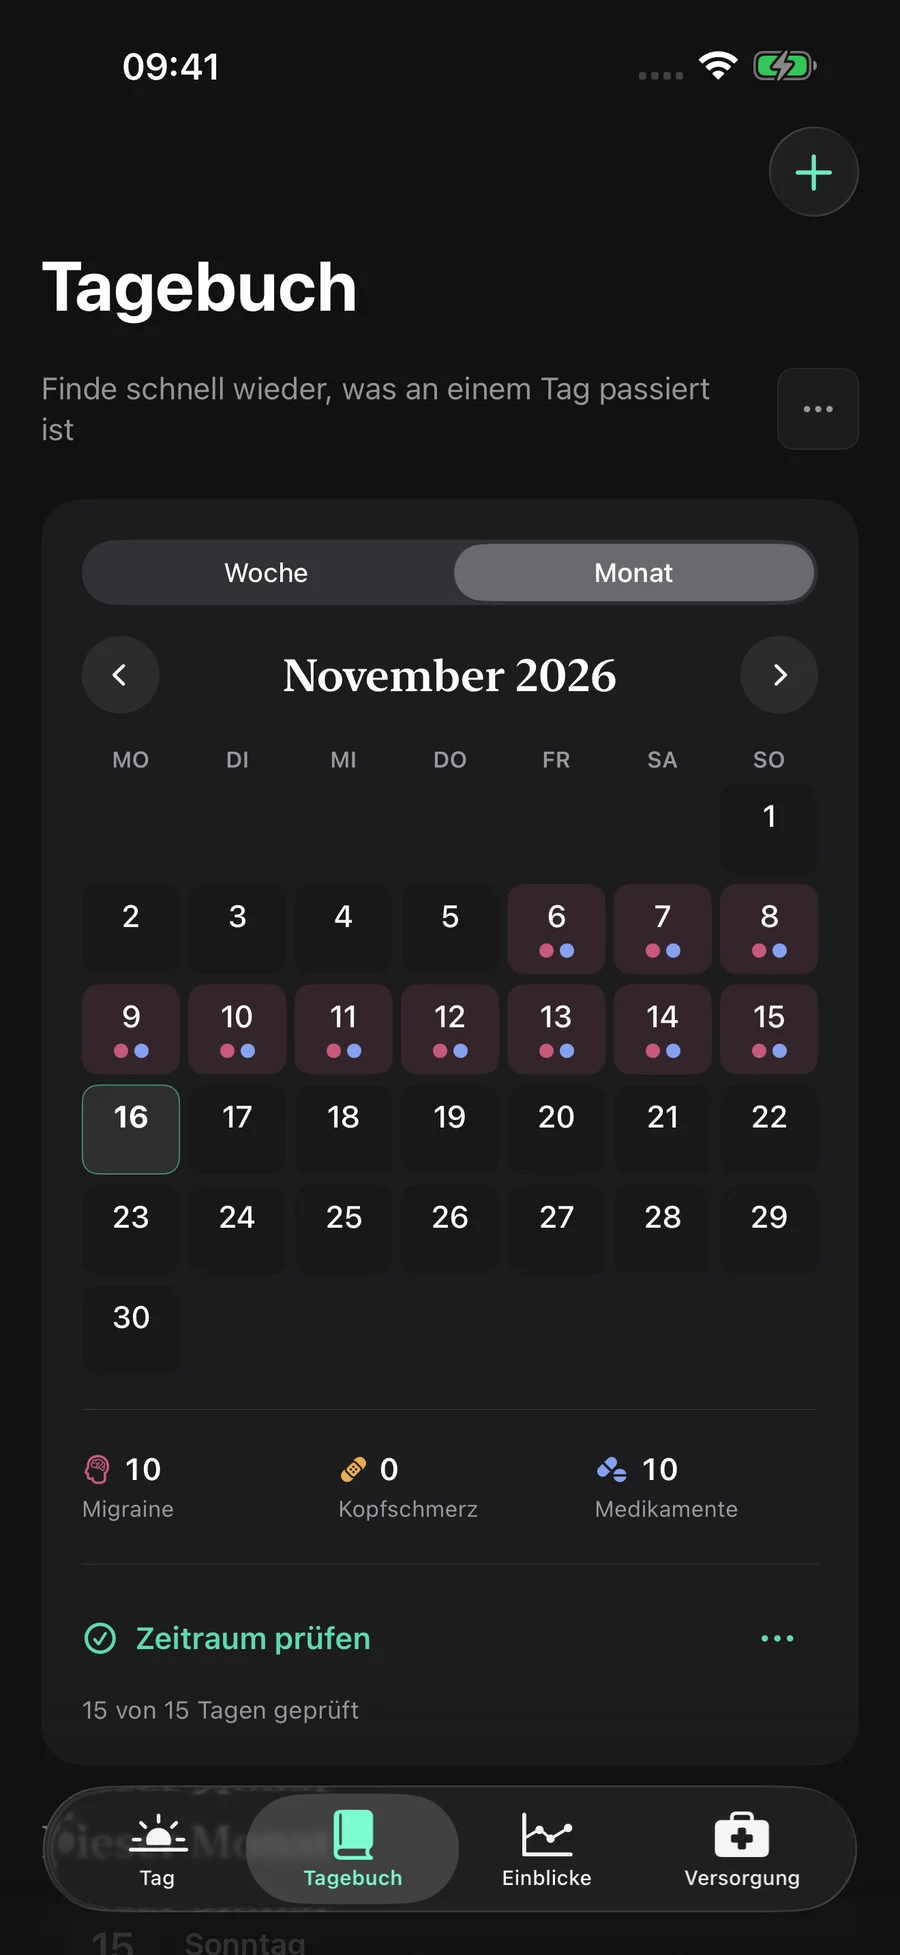 09:41
Tagebuch
Finde schnell wieder, was an einem Tag passiert
ist
Woche Monat
November 2026
MO DI MI DO FR SA SO
1
2 3 4 5 6 7 8
9 10 11 12 13 14 15
16 17 18 19 20 21 22
23 24 25 26 27 28 29
30
10 0 10
Migraine Kopfschmerz Medikamente
Zeitraum prüfen
15 von 15 Tagen geprüft
Tag Tagebuch Einblicke Versorgung
15 Sonntag